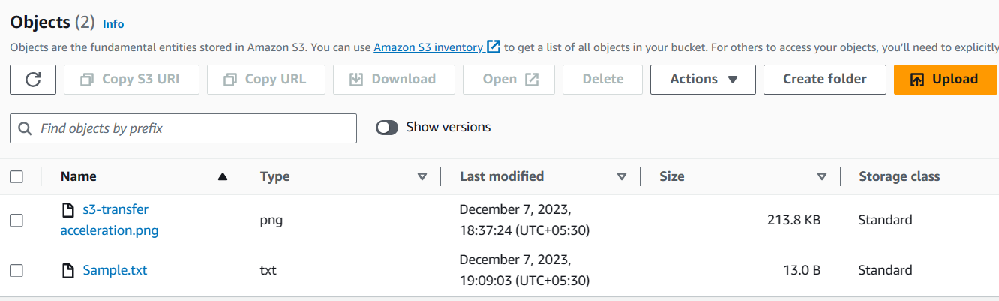 Objects (2) Info
Objects are the fundamental entities stored in Amazon S3. You can use Amazon S3 inventory to get a list of all objects in your bucket. For others to access your objects, you'll need to explicitly
Copy S3 URI Copy URL Download Open Delete Actions Create folder Upload
Find objects by prefix Show versions
Name Type Last modified Size Storage class
s3-transfer
acceleration.png png December 7, 2023,
18:37:24 (UTC+05:30) 213.8 KB Standard
Sample.txt txt December 7, 2023,
19:09:03 (UTC+05:30) 13.0 B Standard